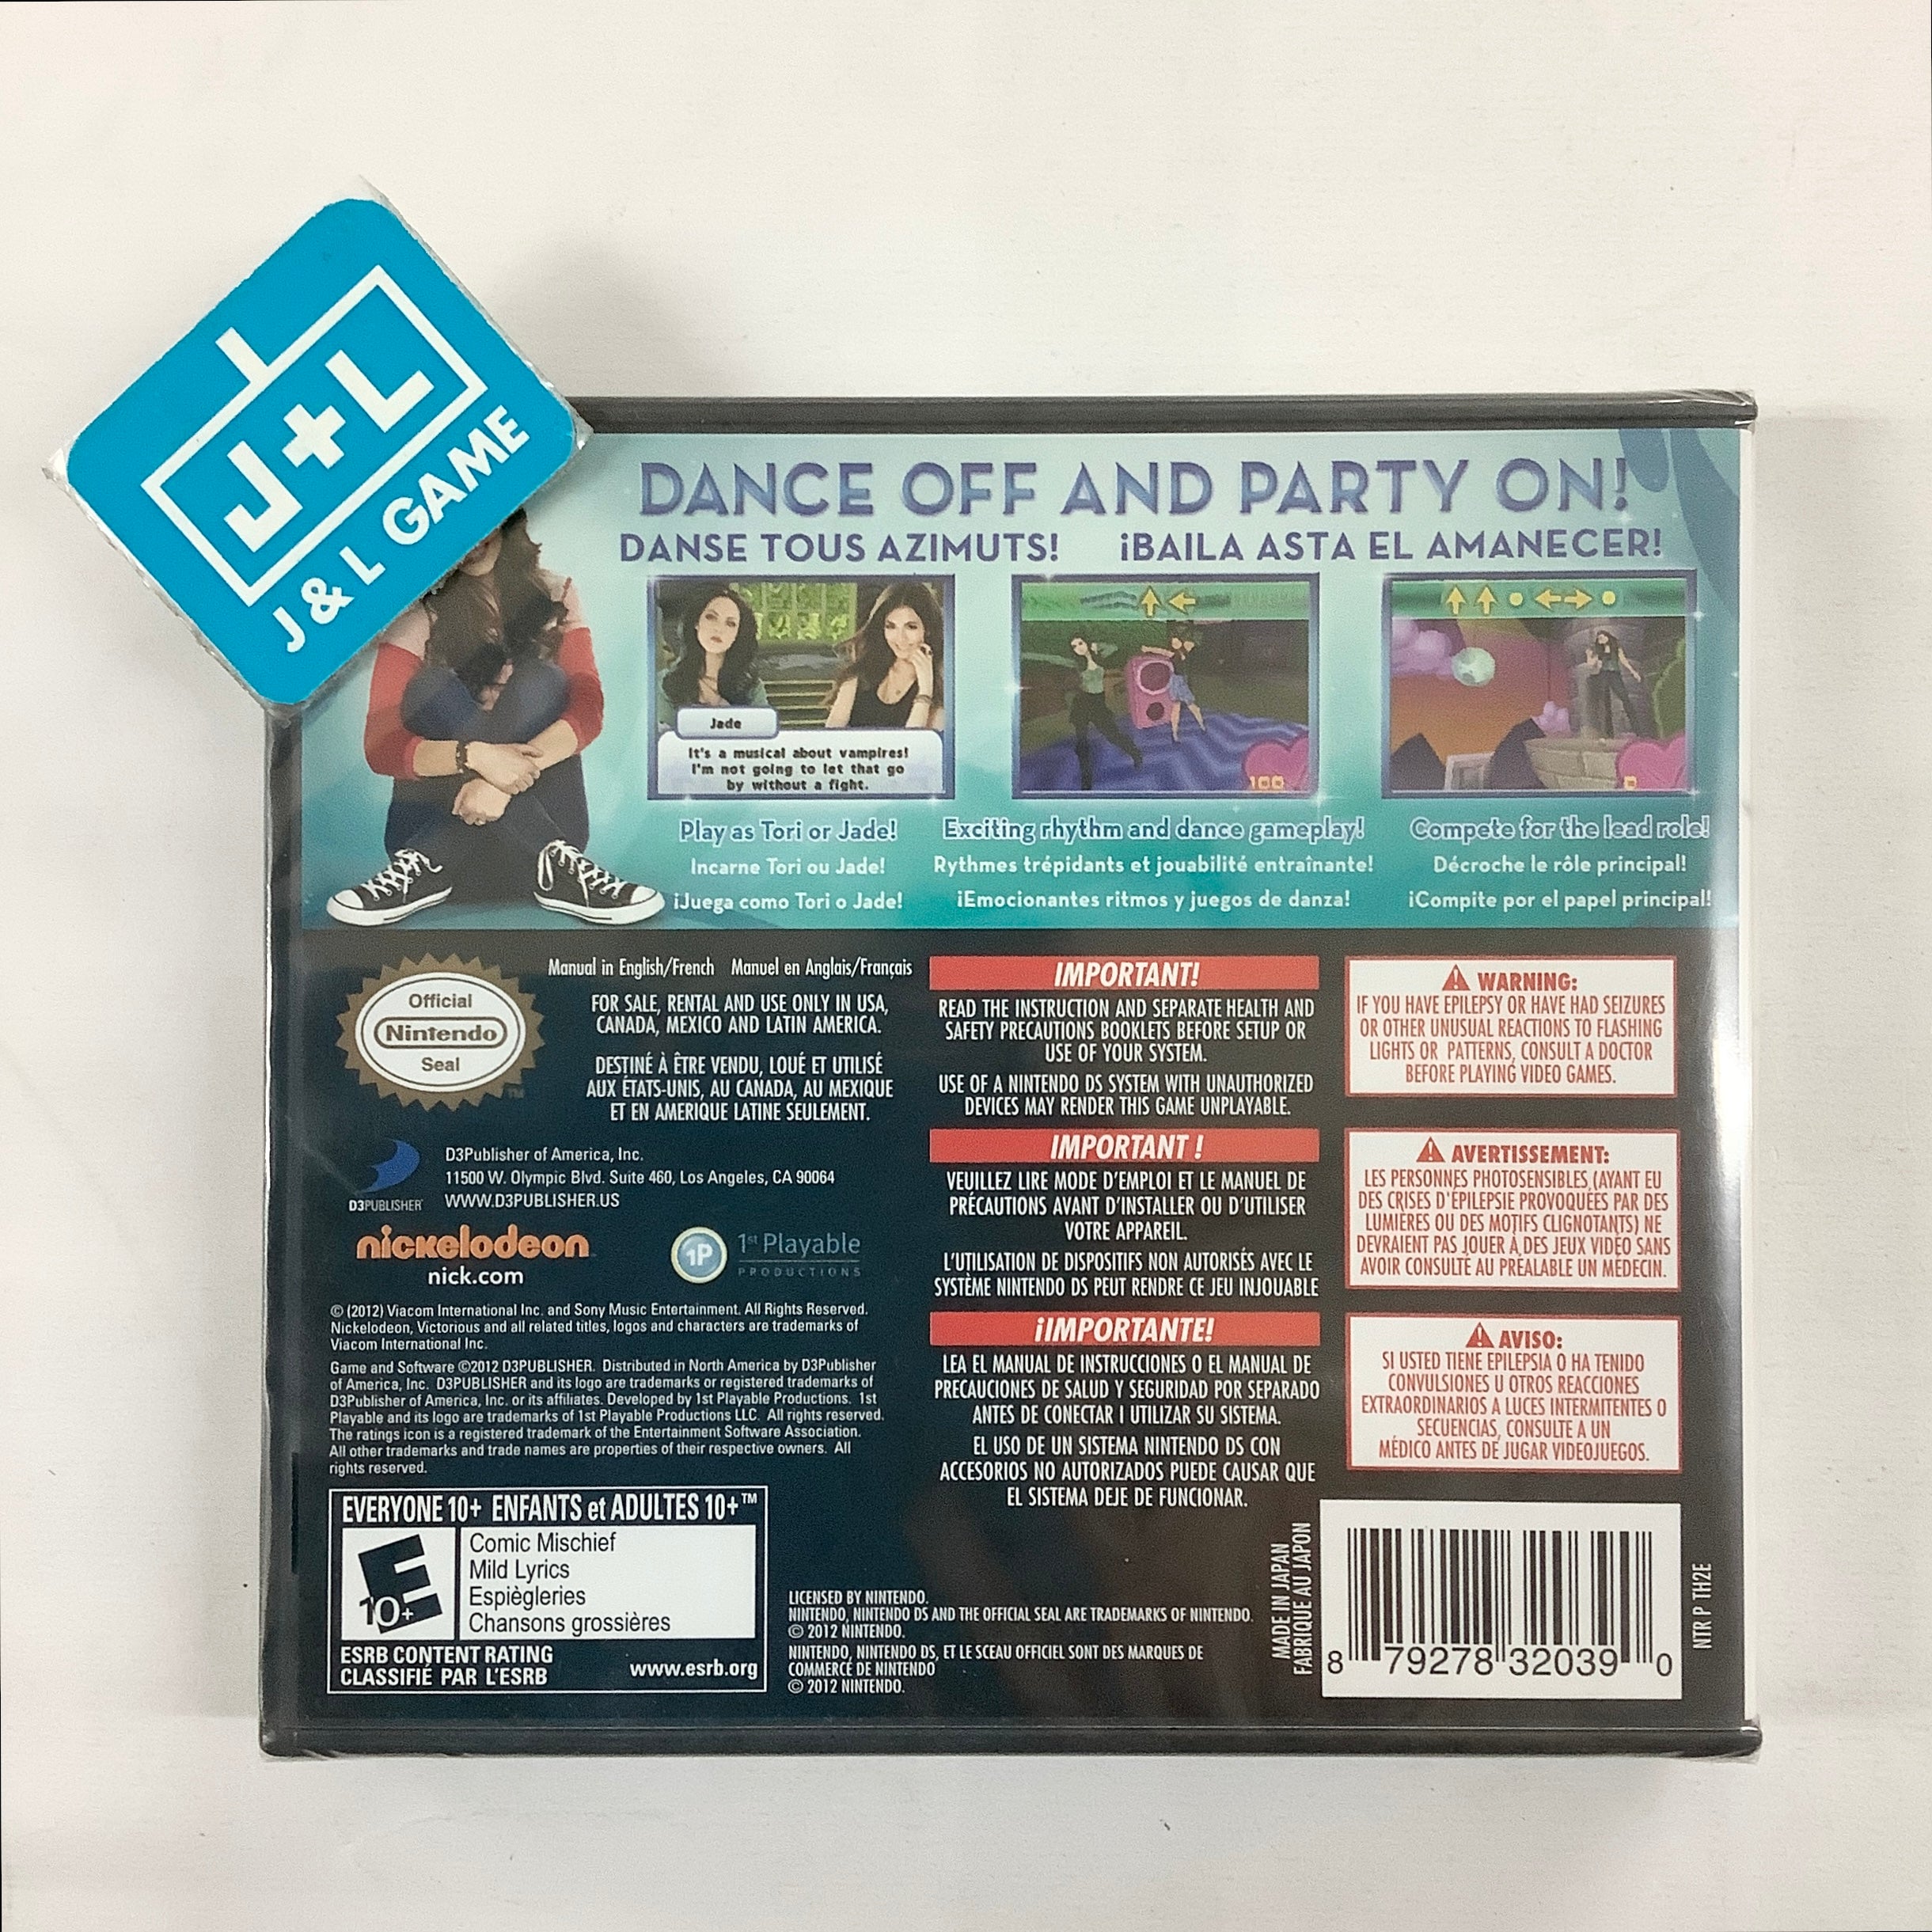 J+L
J & L GAME
DANCE OFF AND PARTY ON!
DANSE TOUS AZIMUTS!
¡BAILA ASTA EL AMANECER!
Jade
It's a musical about vampires!
I'm not going to let that go
by without a fight.
100
0
Play as Tori or Jade!
Incarne Tori ou Jade!
¡Juega como Tori o Jade!
Exciting rhythm and dance gameplay!
Rythmes trépidants et jouabilité entraînante!
¡Emocionantes ritmos y juegos de danza!
Compete for the lead role!
Décroche le rôle principal!
¡Compite por el papel principal!
Official
Nintendo
Seal
TM
Manual in English/French Manuel en Anglais/Français
FOR SALE, RENTAL AND USE ONLY IN USA,
CANADA, MEXICO AND LATIN AMERICA.
DESTINÉ À ÊTRE VENDU, LOUÉ ET UTILISÉ
AUX ÉTATS-UNIS, AU CANADA, AU MEXIQUE
ET EN AMERIQUE LATINE SEULEMENT.
D3PUBLISHER
D3Publisher of America, Inc.
11500 W. Olympic Blvd. Suite 460, Los Angeles, CA 90064
WWW.D3PUBLISHER.US
nickelodeon
nick.com
1P
1st Playable
PRODUCTIONS
© (2012) Viacom International Inc. and Sony Music Entertainment. All Rights Reserved.
Nickelodeon, Victorious and all related titles, logos and characters are trademarks of
Viacom International Inc.
Game and Software ©2012 D3PUBLISHER. Distributed in North America by D3Publisher
of America, Inc. D3PUBLISHER and its logo are trademarks or registered trademarks of
D3Publisher of America, Inc. or its affiliates. Developed by 1st Playable Productions. 1st
Playable and its logo are trademarks of 1st Playable Productions LLC. All rights reserved.
The ratings icon is a registered trademark of the Entertainment Software Association.
All other trademarks and trade names are properties of their respective owners. All
rights reserved.
EVERYONE 10+ ENFANTS et ADULTES 10+™
E
10+
Comic Mischief
Mild Lyrics
Espiègleries
Chansons grossières
ESRB CONTENT RATING
CLASSIFIÉ PAR L'ESRB
www.esrb.org
IMPORTANT!
READ THE INSTRUCTION AND SEPARATE HEALTH AND
SAFETY PRECAUTIONS BOOKLETS BEFORE SETUP OR
USE OF YOUR SYSTEM.
USE OF A NINTENDO DS SYSTEM WITH UNAUTHORIZED
DEVICES MAY RENDER THIS GAME UNPLAYABLE.
IMPORTANT !
VEUILLEZ LIRE MODE D'EMPLOI ET LE MANUEL DE
PRÉCAUTIONS AVANT D'INSTALLER OU D'UTILISER
VOTRE APPAREIL.
L'UTILISATION DE DISPOSITIFS NON AUTORISÉS AVEC LE
SYSTÈME NINTENDO DS PEUT RENDRE CE JEU INJOUABLE
¡IMPORTANTE!
LEA EL MANUAL DE INSTRUCCIONES O EL MANUAL DE
PRECAUCIONES DE SALUD Y SEGURIDAD POR SEPARADO
ANTES DE CONECTAR I UTILIZAR SU SISTEMA.
EL USO DE UN SISTEMA NINTENDO DS CON
ACCESORIOS NO AUTORIZADOS PUEDE CAUSAR QUE
EL SISTEMA DEJE DE FUNCIONAR.
LICENSED BY NINTENDO.
NINTENDO, NINTENDO DS AND THE OFFICIAL SEAL ARE TRADEMARKS OF NINTENDO.
© 2012 NINTENDO.
NINTENDO, NINTENDO DS, ET LE SCEAU OFFICIEL SONT DES MARQUES DE
COMMERCE DE NINTENDO
© 2012 NINTENDO.
WARNING:
IF YOU HAVE EPILEPSY OR HAVE HAD SEIZURES
OR OTHER UNUSUAL REACTIONS TO FLASHING
LIGHTS OR PATTERNS, CONSULT A DOCTOR
BEFORE PLAYING VIDEO GAMES.
AVERTISSEMENT:
LES PERSONNES PHOTOSENSIBLES (AYANT EU
DES CRISES D'ÉPILEPSIE PROVOQUÉES PAR DES
LUMIÈRES OU DES MOTIFS CLIGNOTANTS) NE
DEVRAIENT PAS JOUER À DES JEUX VIDÉO SANS
AVOIR CONSULTÉ AU PRÉALABLE UN MÉDECIN.
AVISO:
SI USTED TIENE EPILEPSIA O HA TENIDO
CONVULSIONES U OTROS REACCIONES
EXTRAORDINARIOS A LUCES INTERMITENTES O
SECUENCIAS, CONSULTE A UN
MÉDICO ANTES DE JUGAR VIDEOJUEGOS.
MADE IN JAPAN
FABRIQUE AU JAPON
8 79278 32039 0
NTR P TH2E